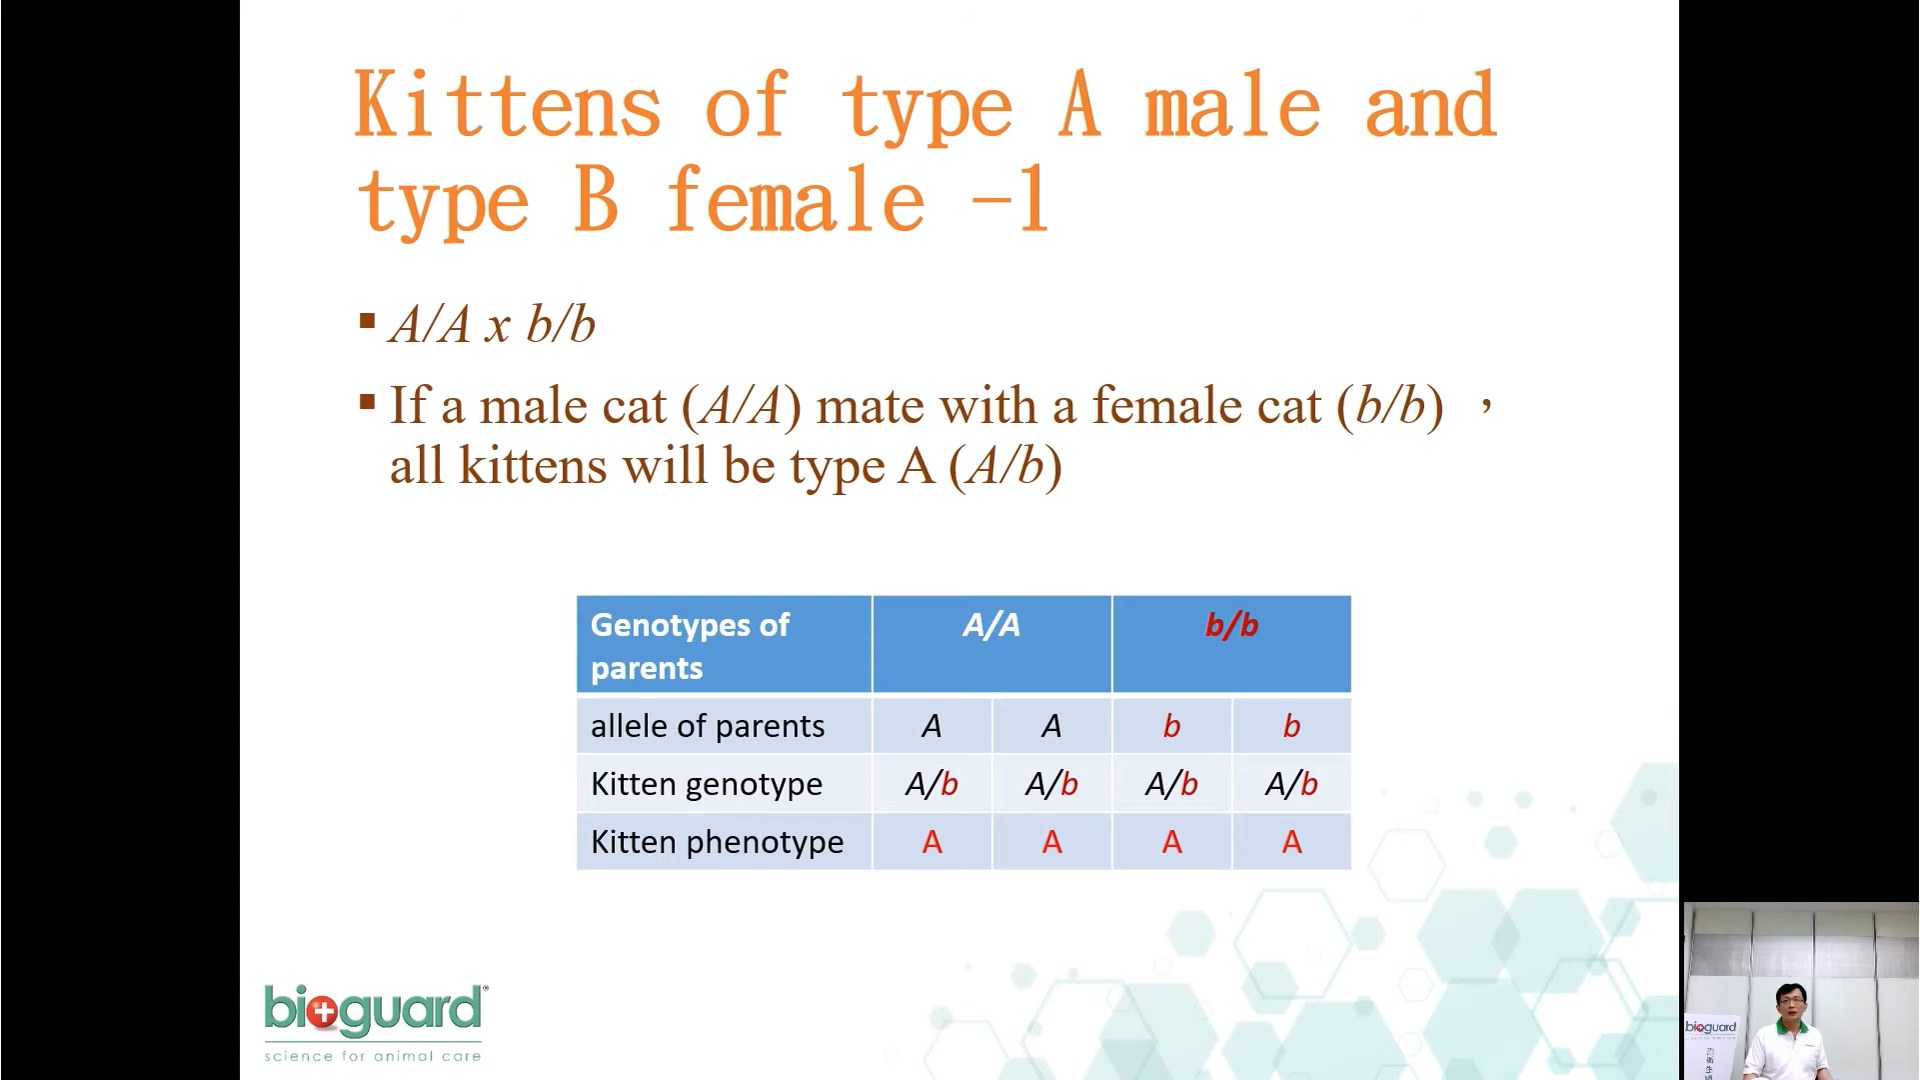 Kittens of type A male and
type B female -1
▪ A/A x b/b
▪ If a male cat (A/A) mate with a female cat (b/b) ，
all kittens will be type A (A/b)
Genotypes of parents A/A b/b
allele of parents A A b b
Kitten genotype A/b A/b A/b A/b
Kitten phenotype A A A A
bioguard
science for animal care
bioguard